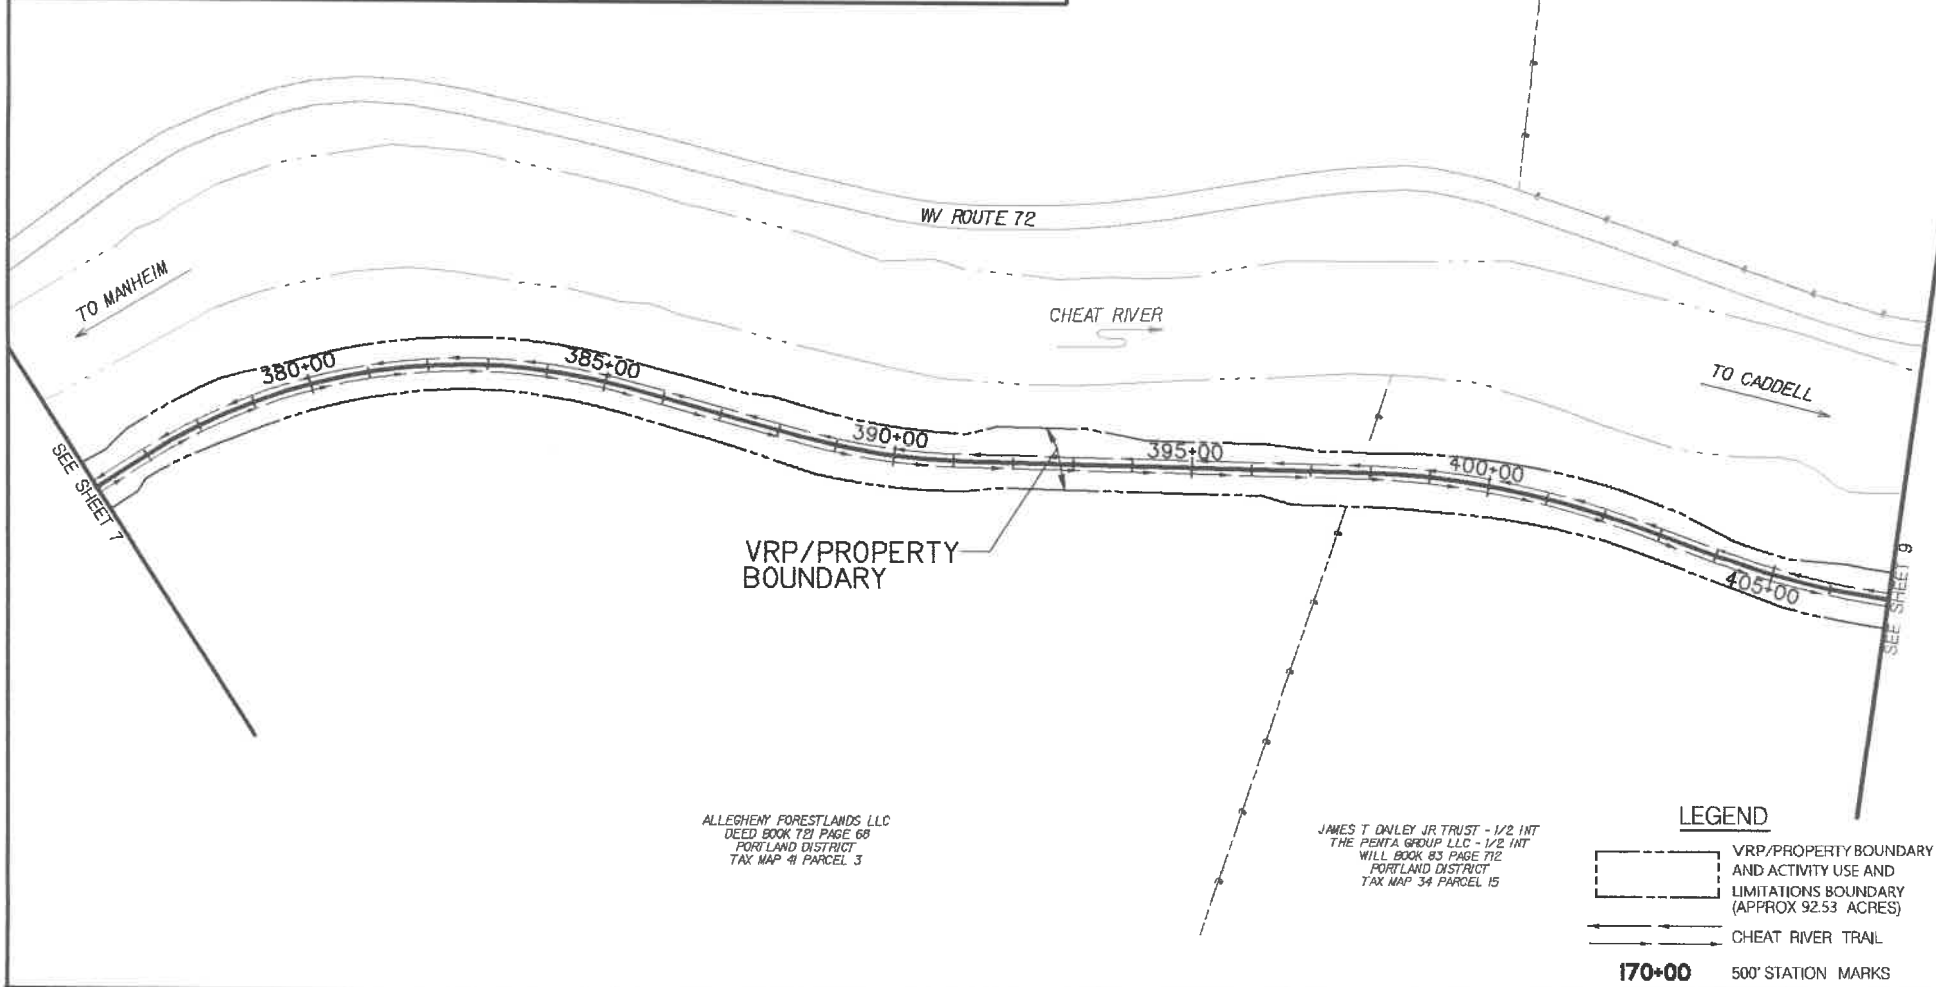 WV ROUTE 72
TO MANHEIM
CHEAT RIVER
TO CADDELL
380+00
385+00
390+00
395+00
400+00
405+00
SEE SHEET 7
SEE SHEET 9
VRP/PROPERTY
BOUNDARY
ALLEGHENY FORESTLANDS LLC
DEED BOOK 721 PAGE 68
PORTLAND DISTRICT
TAX MAP 41 PARCEL 3
JAMES T DAILEY JR TRUST - 1/2 INT
THE PENTA GROUP LLC - 1/2 INT
WILL BOOK 83 PAGE 712
PORTLAND DISTRICT
TAX MAP 34 PARCEL 15
LEGEND
VRP/PROPERTY BOUNDARY
AND ACTIVITY USE AND
LIMITATIONS BOUNDARY
(APPROX 92.53 ACRES)
CHEAT RIVER TRAIL
170+00 500' STATION MARKS